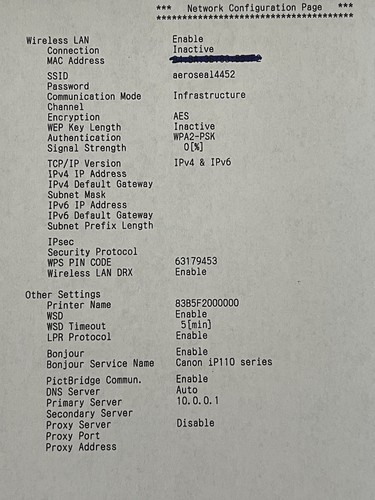 *** Network Configuration Page ***
************************************
Wireless LAN Enable
Connection Inactive
MAC Address
SSID aeroseal4452
Password
Communication Mode Infrastructure
Channel
Encryption AES
WEP Key Length Inactive
Authentication WPA2-PSK
Signal Strength 0[%]
TCP/IP Version IPv4 & IPv6
IPv4 IP Address
IPv4 Default Gateway
Subnet Mask
IPv6 IP Address
IPv6 Default Gateway
Subnet Prefix Length
IPsec
Security Protocol
WPS PIN CODE 63179453
Wireless LAN DRX Enable
Other Settings
Printer Name 83B5F2000000
WSD Enable
WSD Timeout 5[min]
LPR Protocol Enable
Bonjour Enable
Bonjour Service Name Canon iP110 series
PictBridge Commun. Enable
DNS Server Auto
Primary Server 10.0.0.1
Secondary Server
Proxy Server Disable
Proxy Port
Proxy Address